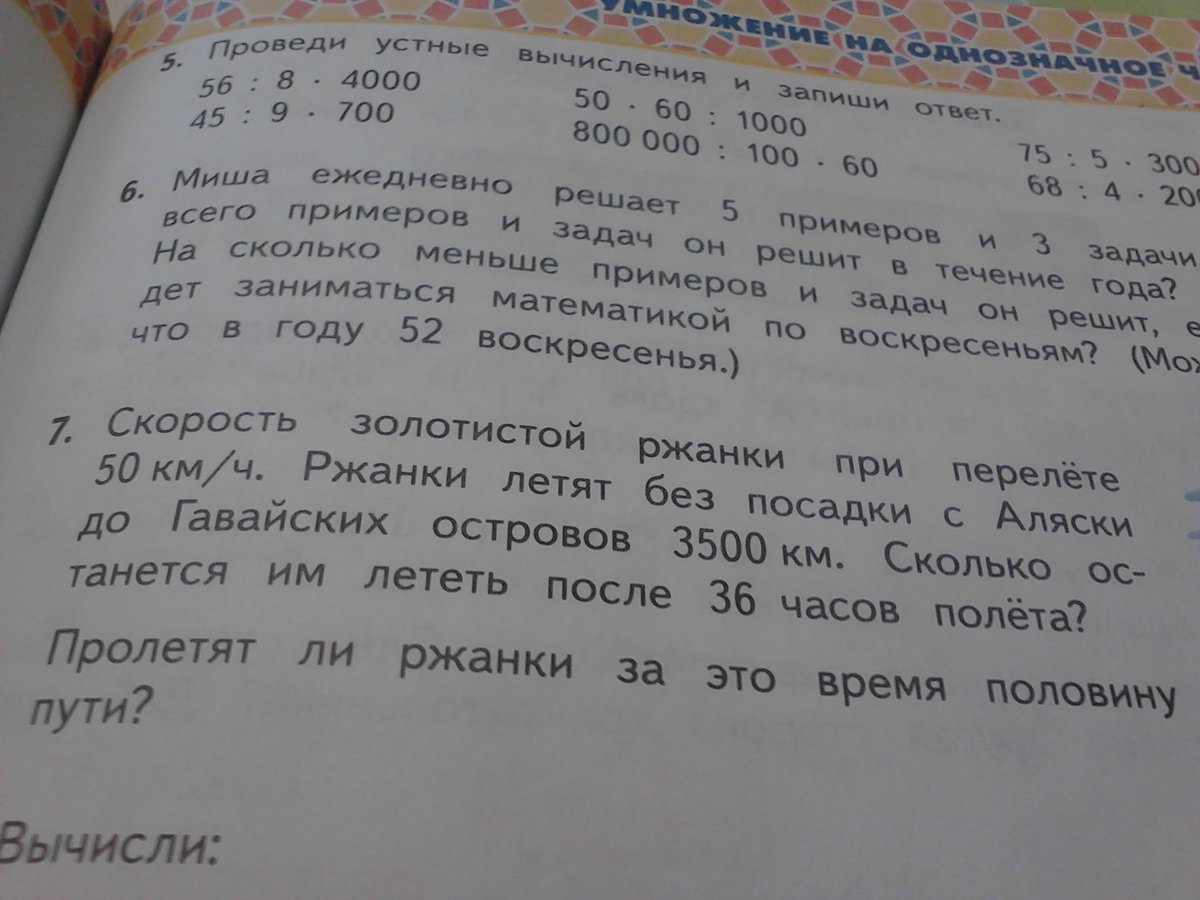 УМНОЖЕНИЕ НА ОДНОЗНАЧНОЕ
5. Проведи устные вычисления и запиши ответ.
56 : 8 · 4000 50 · 60 : 1000 75 : 5 · 300
45 : 9 · 700 800 000 : 100 · 60 68 : 4 ·
6. Миша ежедневно решает 5 примеров и 3 задачи
всего примеров и задач он решит в течение года?
На сколько меньше примеров и задач он решит,
дет заниматься математикой по воскресеньям?
что в году 52 воскресенья.)
7. Скорость золотистой ржанки при перелёте
50 км/ч. Ржанки летят без посадки с Аляски
до Гавайских островов 3500 км. Сколько ос-
танется им лететь после 36 часов полёта?
Пролетят ли ржанки за это время половину
пути?
Вычисли: